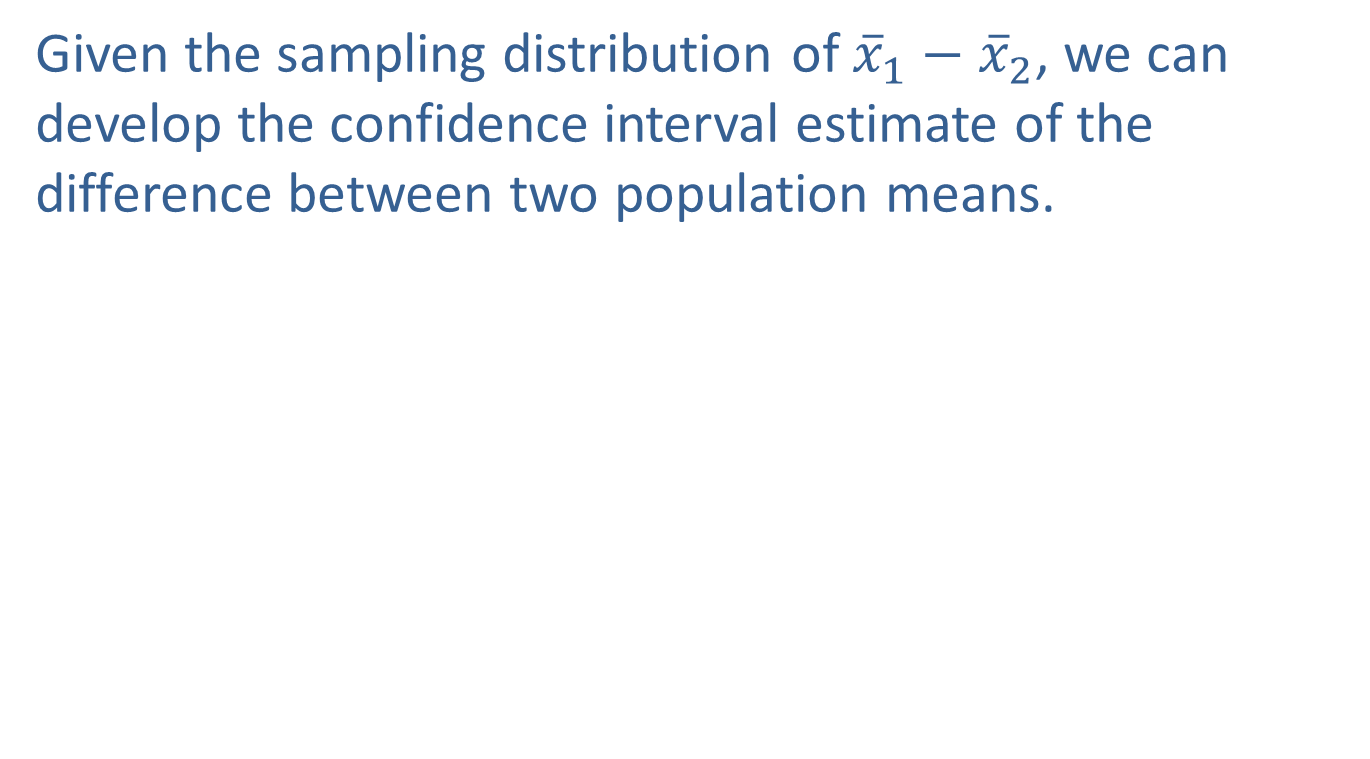 Given the sampling distribution of x̄₁ − x̄₂, we can
develop the confidence interval estimate of the
difference between two population means.